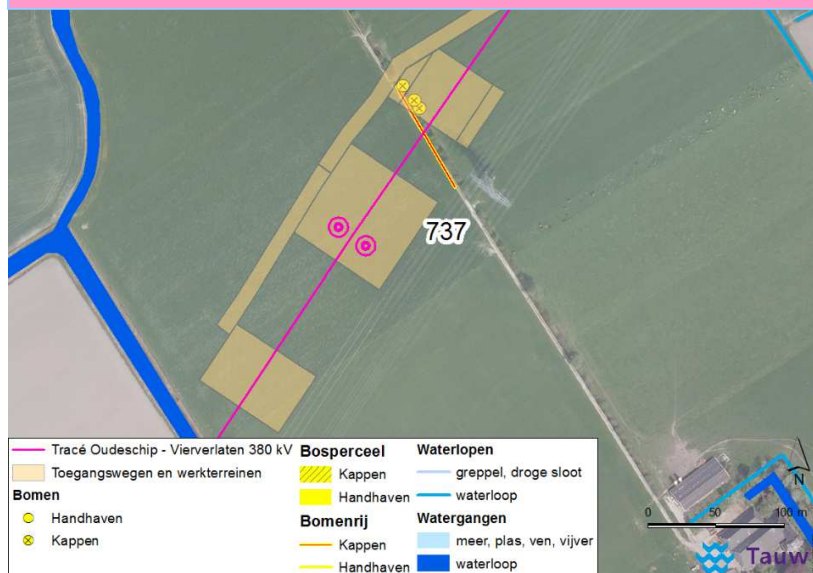 737
Tracé Oudeschip - Vierverlaten 380 kV
Toegangswegen en werkterreinen
Bomen
Handhaven
Kappen
Bosperceel
Kappen
Handhaven
Bomenrij
Kappen
Handhaven
Waterlopen
greppel, droge sloot
waterloop
Watergangen
meer, plas, ven, vijver
waterloop
N
0 50 100 m
Tauw